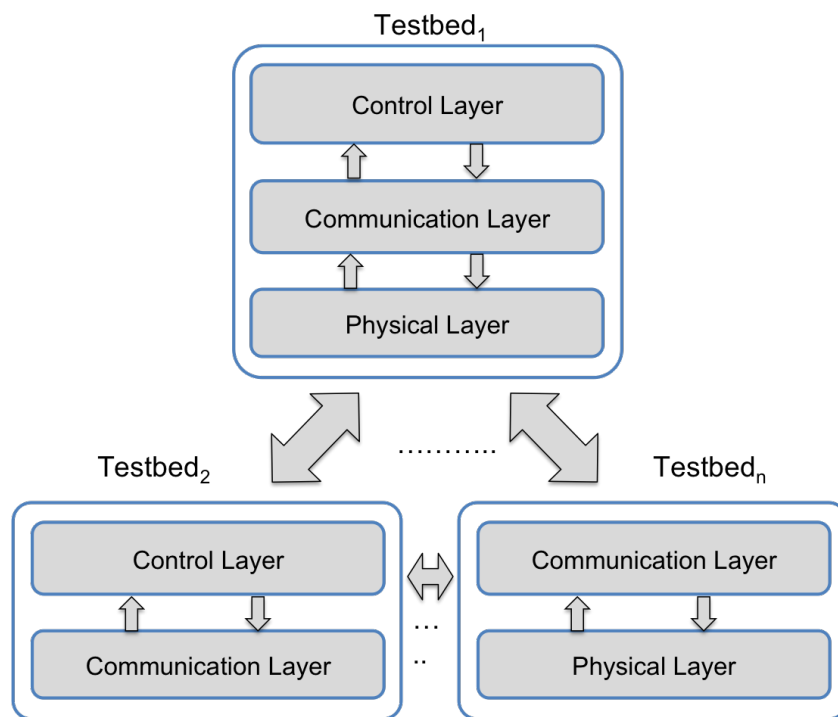 Testbed₁
Control Layer
Communication Layer
Physical Layer
………..
Testbed₂
Testbedₙ
Control Layer
Communication Layer
Communication Layer
Physical Layer
…
..